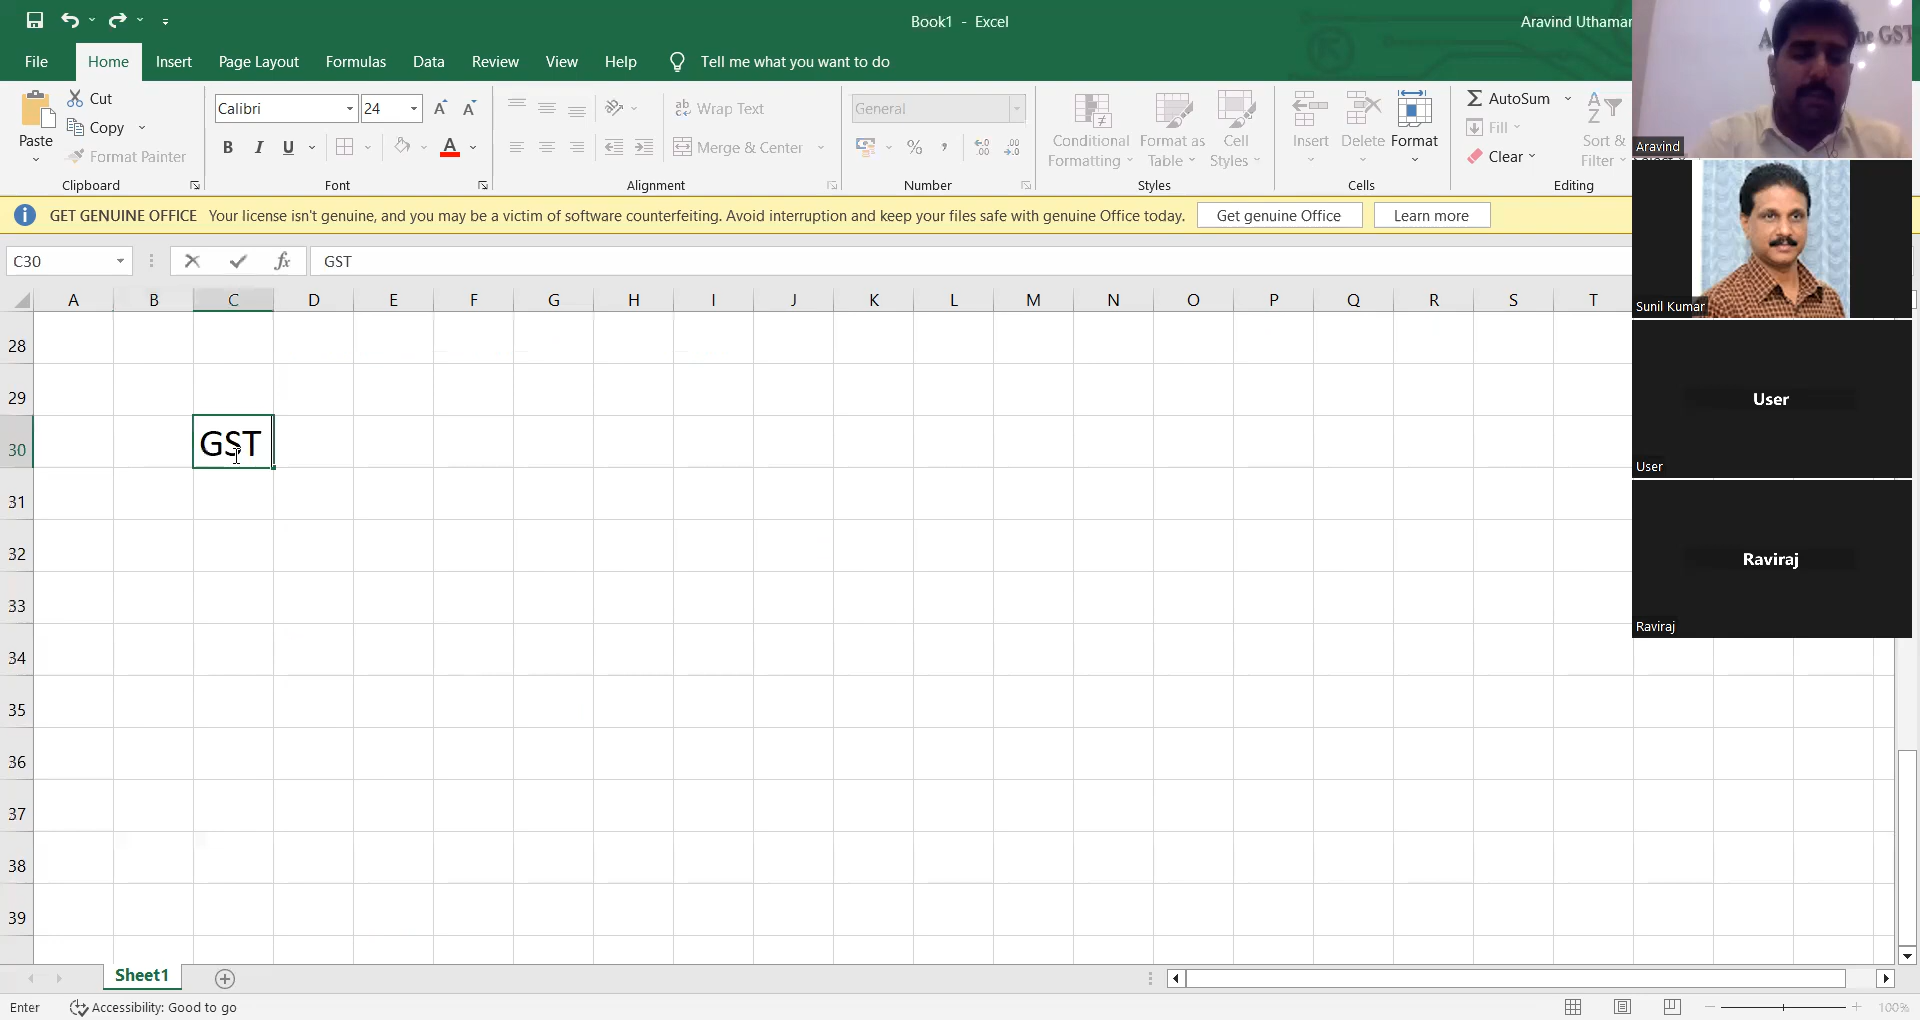 Book1 - Excel
Aravind Uthaman
File Home Insert Page Layout Formulas Data Review View Help Tell me what you want to do
Paste
Cut
Copy
Format Painter
Clipboard
Calibri 24
B I U A
Font
Wrap Text
Merge & Center
Alignment
General
% ,
Number
Conditional Formatting
Format as Table
Cell Styles
Styles
Insert Delete Format
Cells
AutoSum
Fill
Clear
Sort & Filter
Editing
GET GENUINE OFFICE Your license isn't genuine, and you may be a victim of software counterfeiting. Avoid interruption and keep your files safe with genuine Office today. Get genuine Office Learn more
C30 fx GST
A B C D E F G H I J K L M N O P Q R S T
28
29
30 GST
31
32
33
34
35
36
37
38
39
GST
Aravind
Sunil Kumar
User
User
Raviraj
Raviraj
Sheet1
Enter Accessibility: Good to go
100%